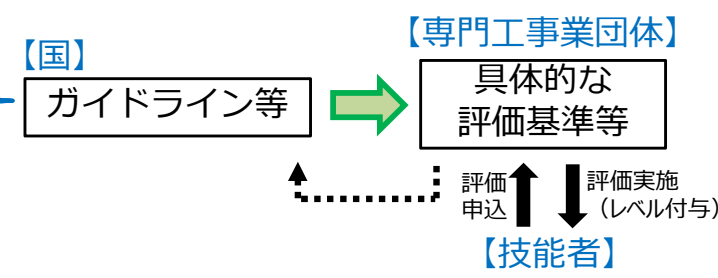 【専門工事業団体】
【国】
ガイドライン等
具体的な
評価基準等
評価
申込
評価実施
（レベル付与）
【技能者】